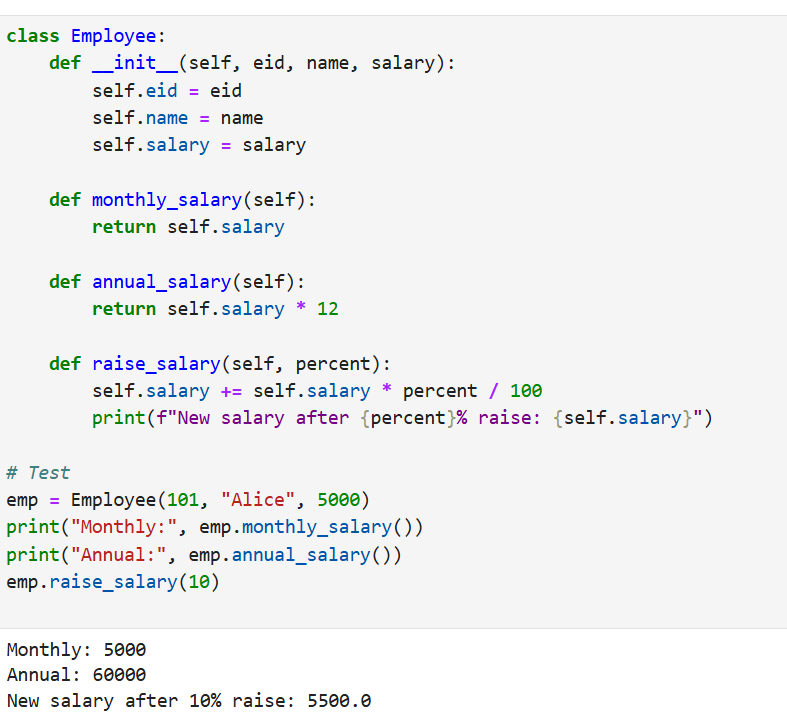 class Employee:
    def __init__(self, eid, name, salary):
        self.eid = eid
        self.name = name
        self.salary = salary

    def monthly_salary(self):
        return self.salary

    def annual_salary(self):
        return self.salary * 12

    def raise_salary(self, percent):
        self.salary += self.salary * percent / 100
        print(f"New salary after {percent}% raise: {self.salary}")

# Test
emp = Employee(101, "Alice", 5000)
print("Monthly:", emp.monthly_salary())
print("Annual:", emp.annual_salary())
emp.raise_salary(10)

Monthly: 5000
Annual: 60000
New salary after 10% raise: 5500.0